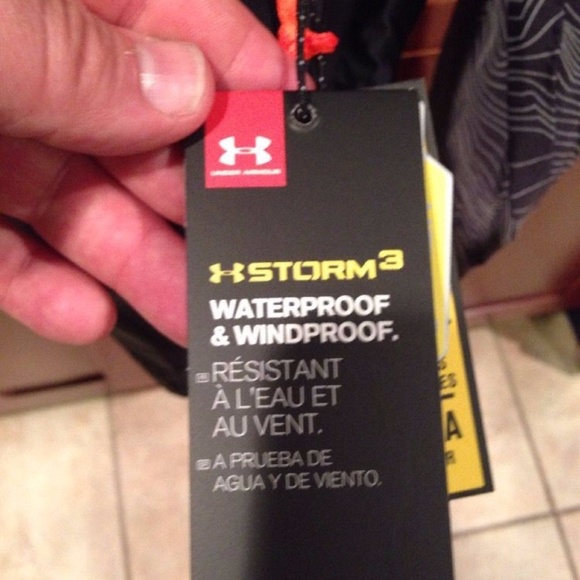 UNDER ARMOUR
STORM3
WATERPROOF
& WINDPROOF.
RÉSISTANT
À L'EAU ET
AU VENT.
A PRUEBA DE
AGUA Y DE VIENTO.